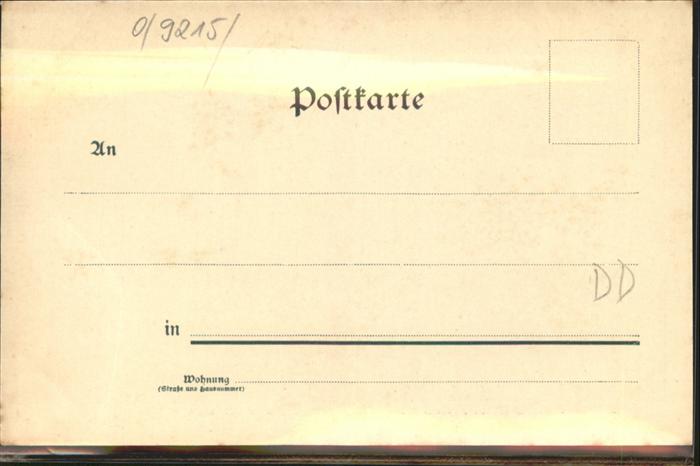 0/9215/
Poſtkarte
An
DD
in
Wohnung
(Straße und Hausnummer)